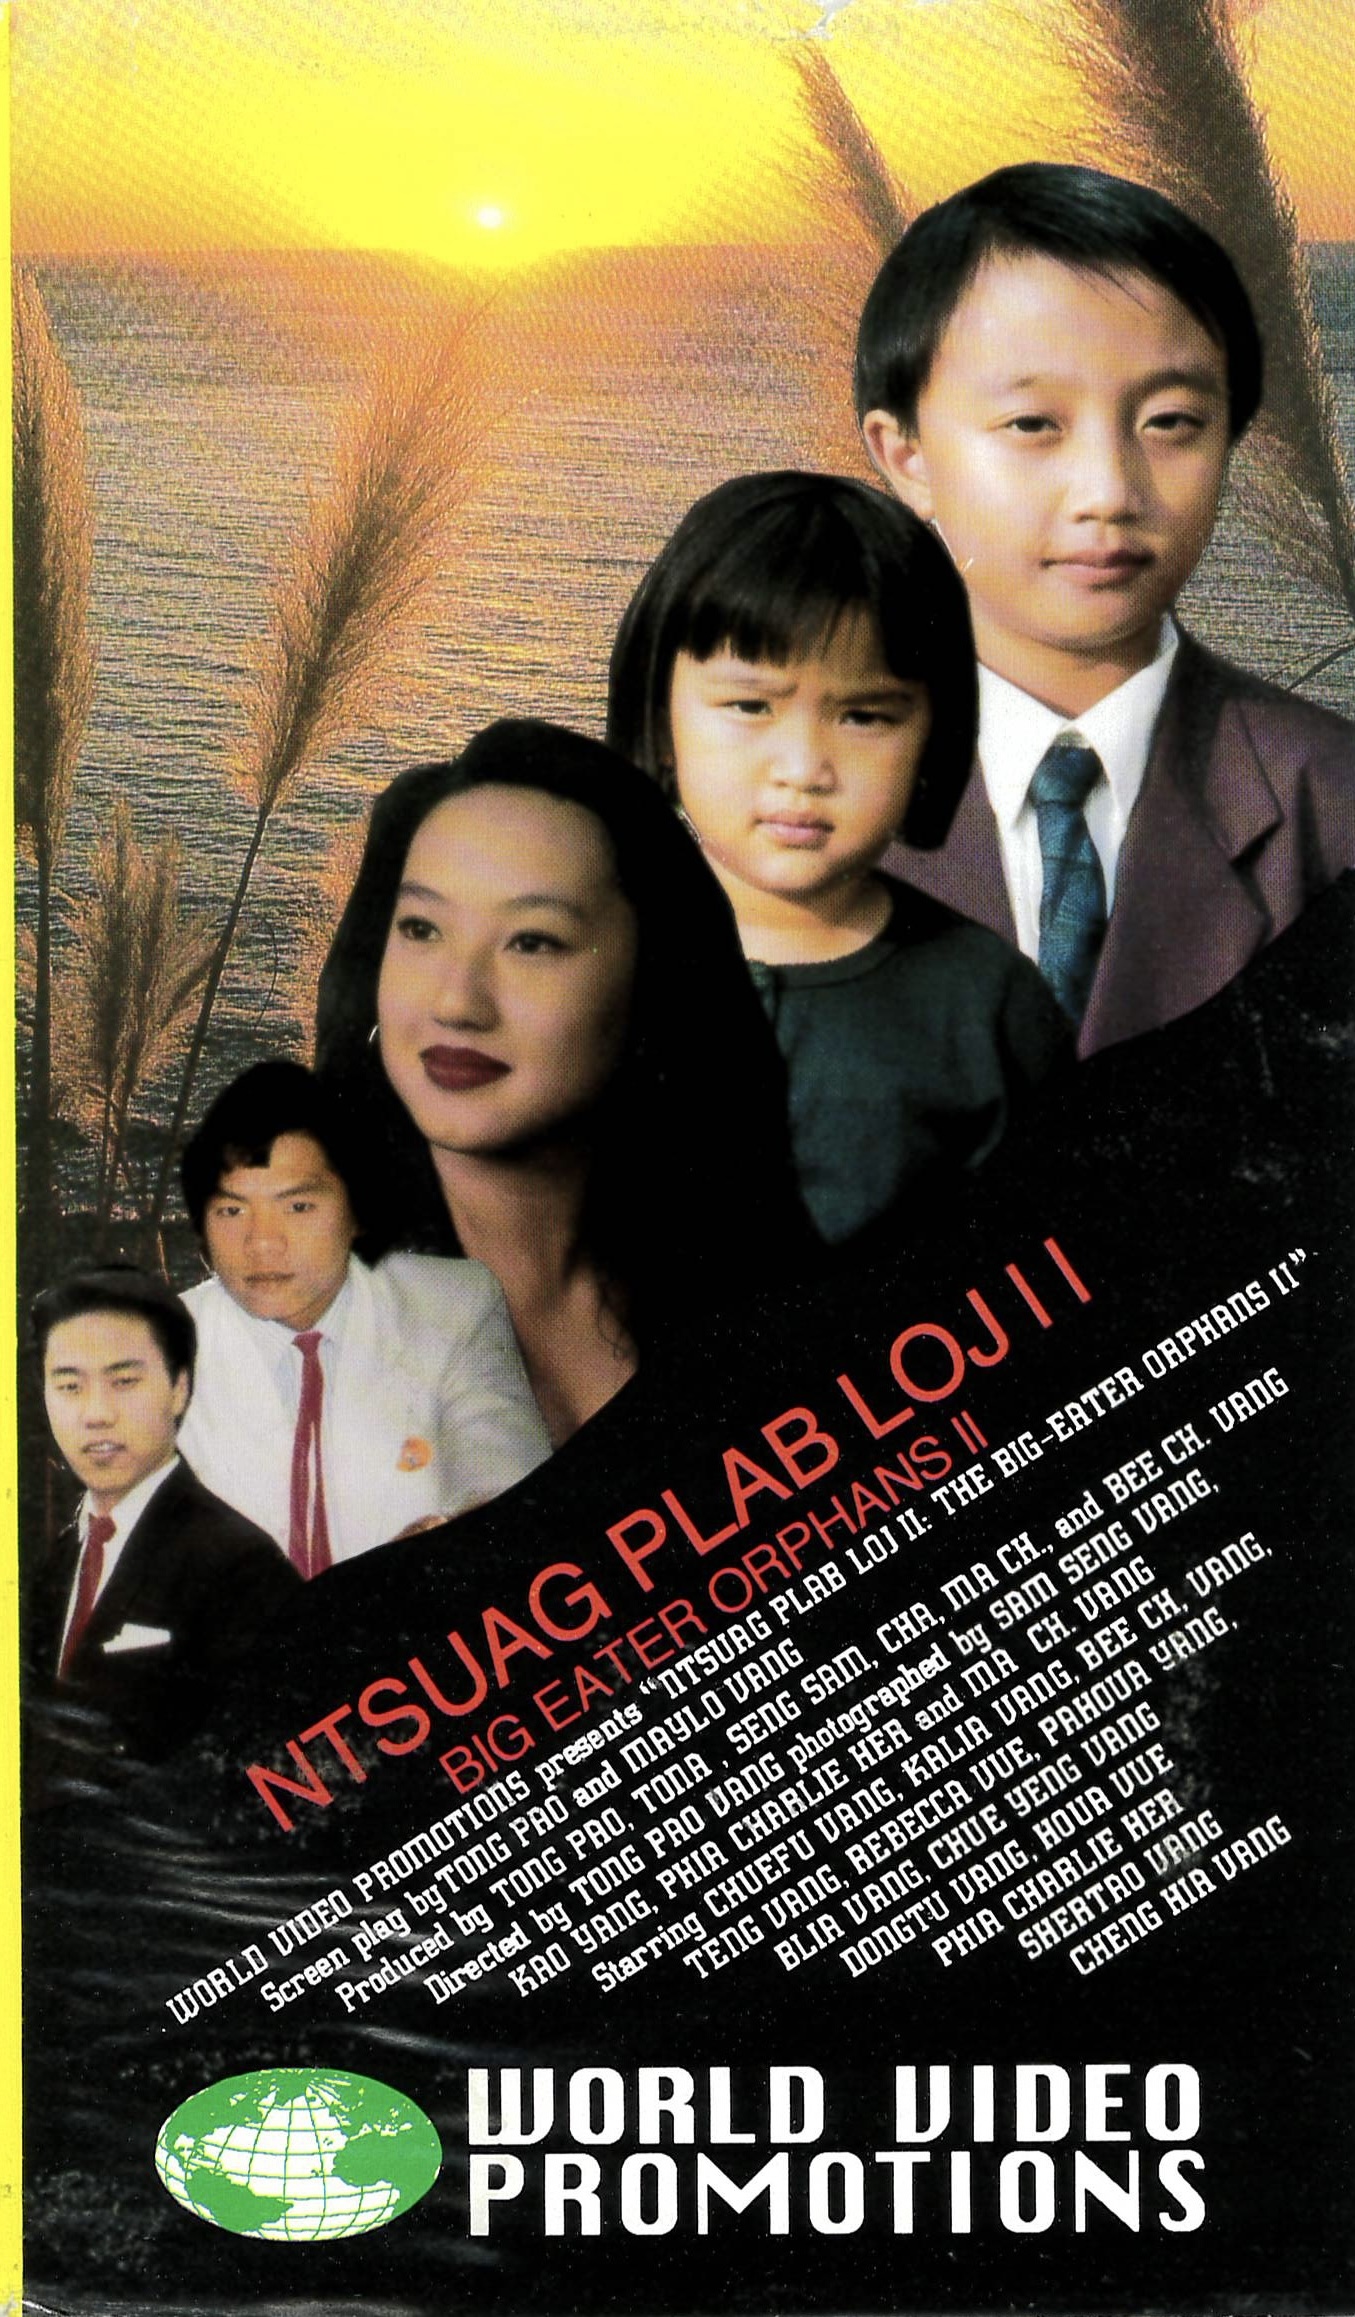 NTSUAG PLAB LOJ II
BIG EATER ORPHANS II
WORLD VIDEO PROMOTIONS presents "NTSUAG PLAB LOJ II: THE BIG-EATER ORPHANS II"
Screen play by TONG PAO and MAYLO VANG
Produced by TONG PAO, TONA , SENG SAM, CHA, MA CH., and BEE CH. VANG
Directed by TONG PAO VANG photographed by SAM SENG VANG,
KAO YANG, PHIA CHARLIE HER and MA CH. VANG
Starring CHUEFU VANG, KALIA VANG, BEE CH, VANG,
TENG VANG, REBECCA VUE, PAHOUA YANG,
BLIA VANG, CHUE YENG VANG
DONGTU VANG, HOUA VUE
PHIA CHARLIE HER
SHERTAO VANG
CHENG HIA VANG
WORLD VIDEO
PROMOTIONS